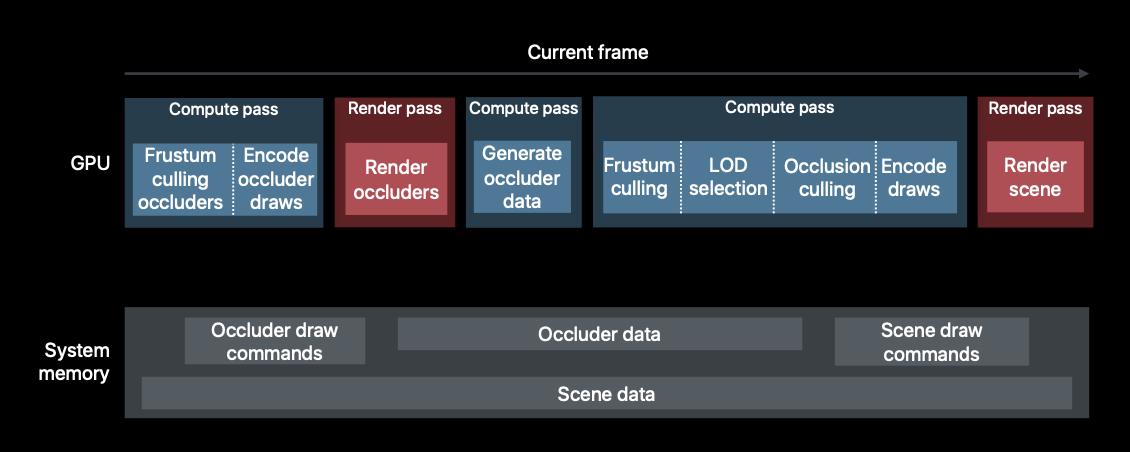 Current frame
GPU
Compute pass
Frustum
culling
occluders
Encode
occluder
draws
Render pass
Render
occluders
Compute pass
Generate
occluder
data
Compute pass
Frustum
culling
LOD
selection
Occlusion
culling
Encode
draws
Render pass
Render
scene
System
memory
Occluder draw
commands
Occluder data
Scene draw
commands
Scene data